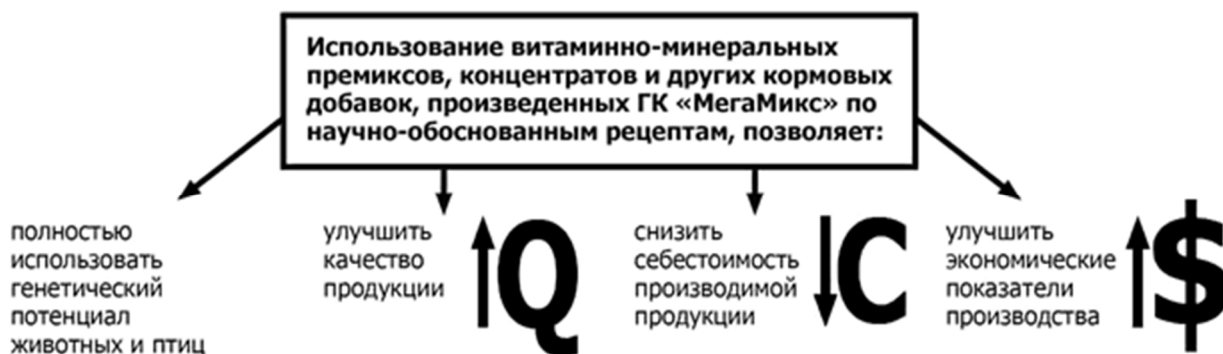 Использование витаминно-минеральных
премиксов, концентратов и других кормовых
добавок, произведенных ГК «МегаМикс» по
научно-обоснованным рецептам, позволяет:
полностью
использовать
генетический
потенциал
животных и птиц
улучшить
качество
продукции
Q
снизить
себестоимость
производимой
продукции
C
улучшить
экономические
показатели
производства
$